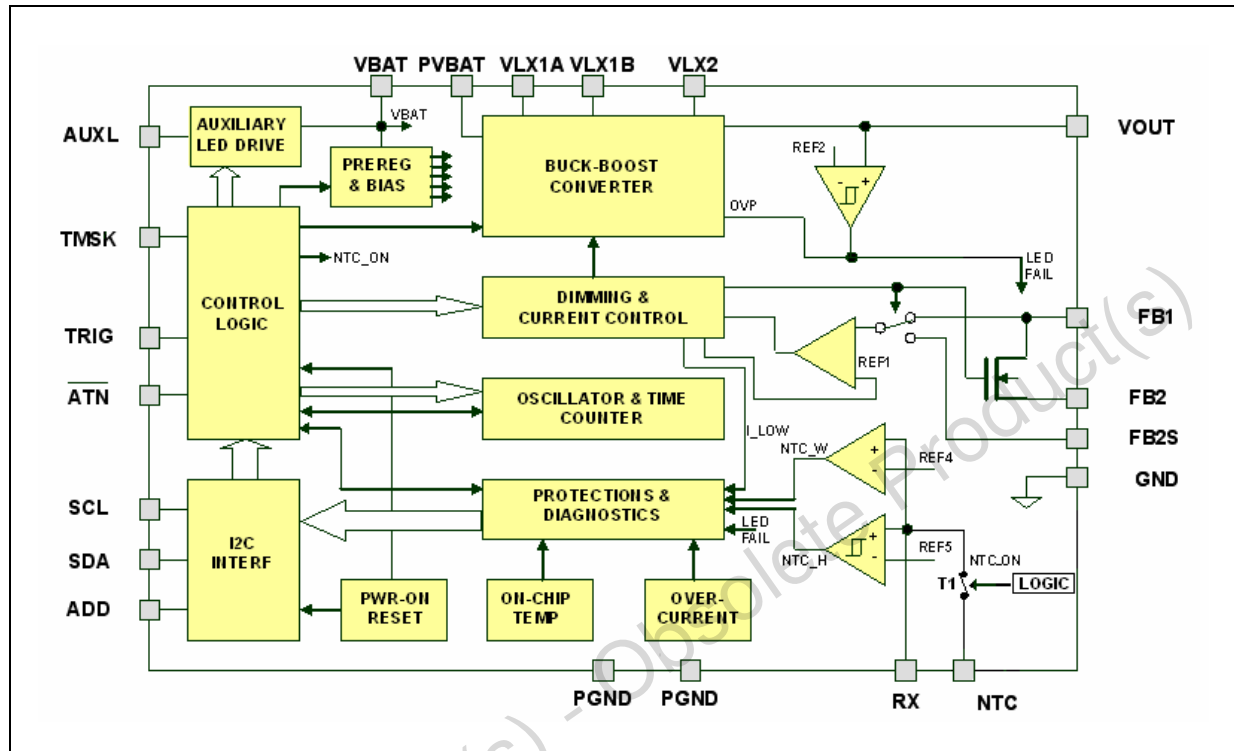 VBAT PVBAT VLX1A VLX1B VLX2
AUXL
AUXILIARY
LED DRIVE
VBAT
PREREG
& BIAS
BUCK-BOOST
CONVERTER
REF2
- +
VOUT
OVP
LED
FAIL
TMSK
NTC_ON
CONTROL
LOGIC
DIMMING &
CURRENT CONTROL
REF1
FB1
TRIG
ATN
OSCILLATOR & TIME
COUNTER
FB2
I_LOW
FB2S
NTC_W
+
-
REF4
GND
SCL
SDA
ADD
I2C
INTERF
PROTECTIONS &
DIAGNOSTICS
LED
FAIL
NTC_H
+
-
REF5
NTC_ON
T1
LOGIC
PWR-ON
RESET
ON-CHIP
TEMP
OVER-
CURRENT
PGND PGND RX NTC
(s) - Obsolete Product(s)